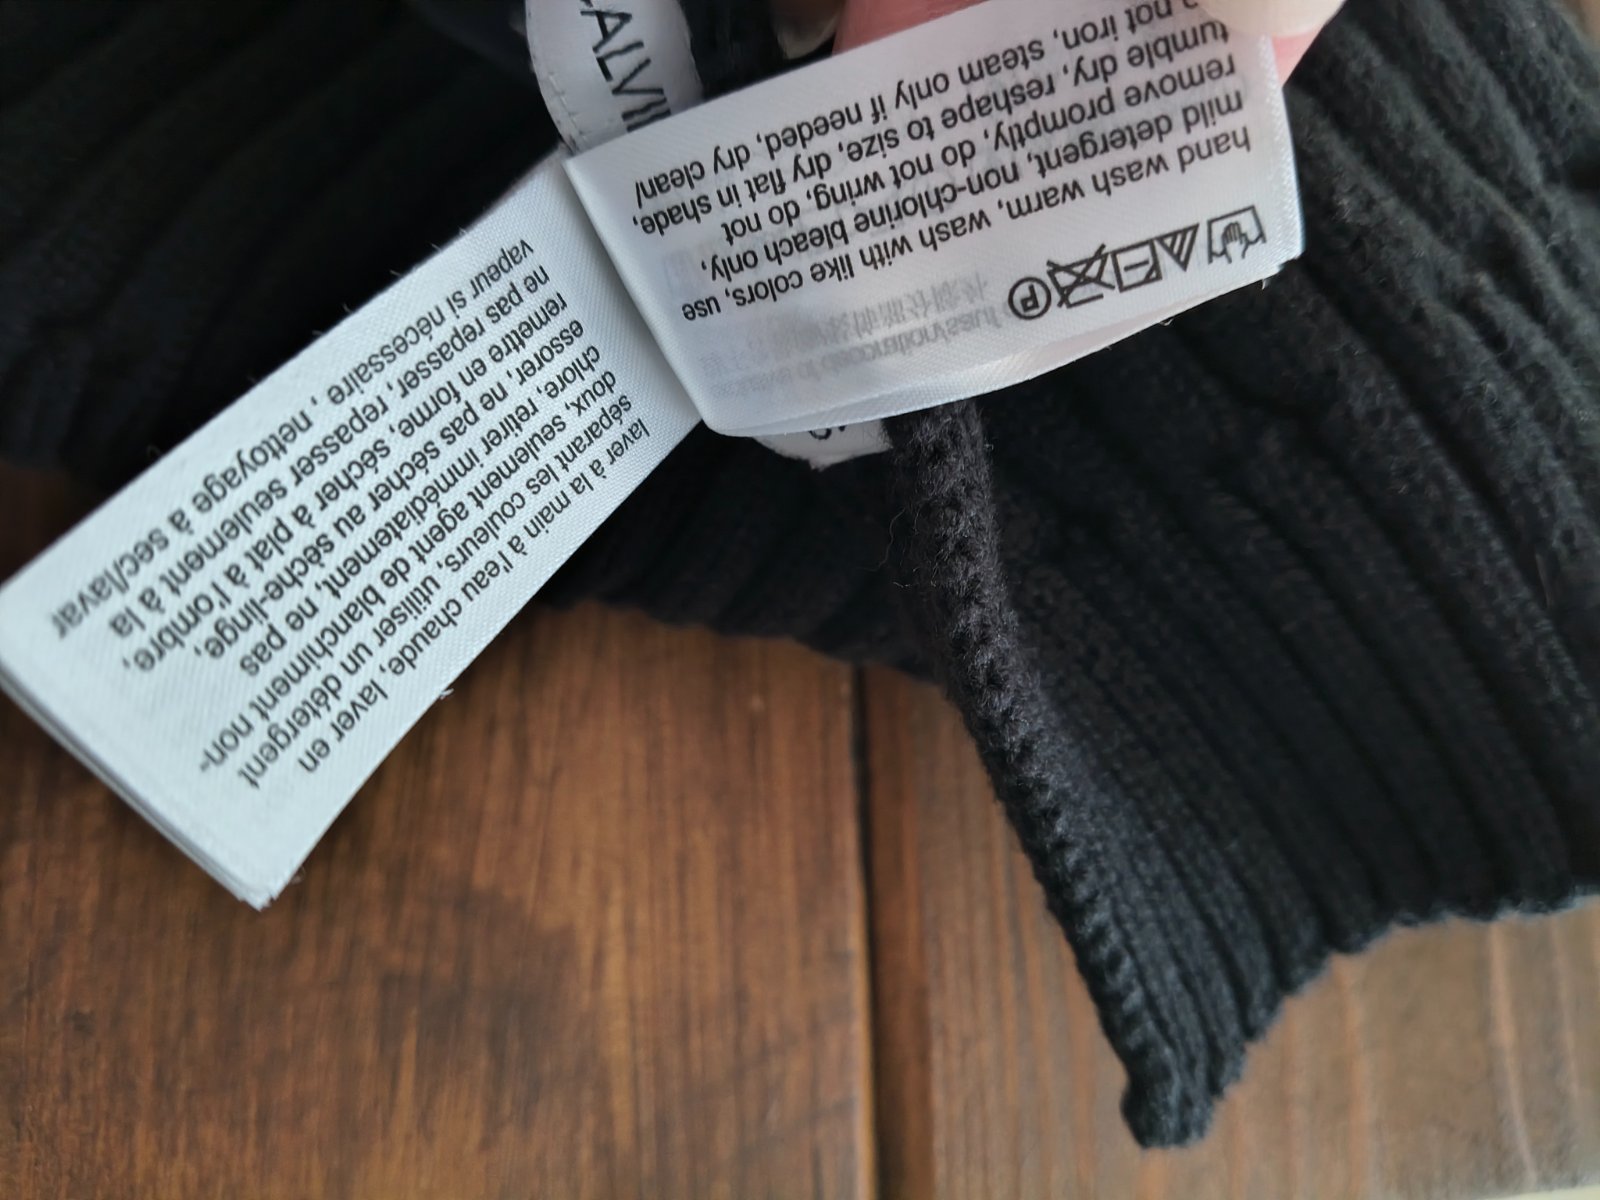 hand wash warm, wash with like colors, use
mild detergent, non-chlorine bleach only,
remove promptly, do not wring, do not
tumble dry, reshape to size, dry flat in shade,
not iron, steam only if needed, dry clean/
laver à la main à l'eau chaude, laver en
séparant les couleurs, utiliser un détergent
doux, seulement agent de blanchiment non-
chlore, retirer immédiatement, ne pas
essorer, ne pas sécher au sèche-linge,
remettre en forme, sécher à plat à l'ombre,
ne pas repasser, repasser seulement à la
vapeur si nécessaire , nettoyage à sec/lavar
P